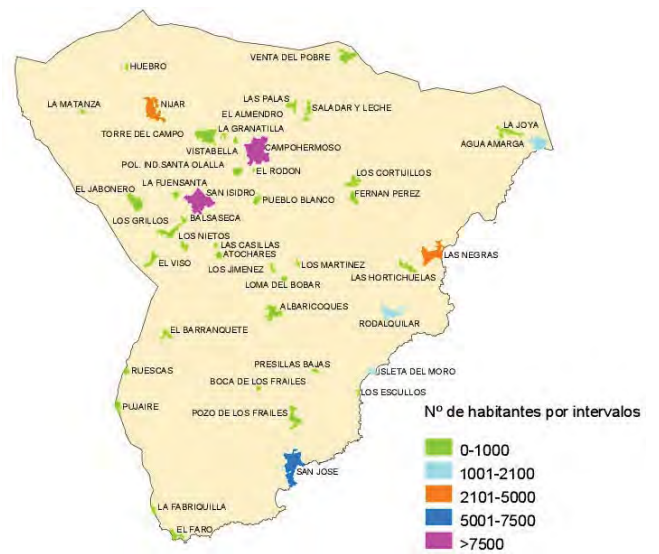 VENTA DEL POBRE
HUEBRO
LA MATANZA
NIJAR
LAS PALAS
SALADAR Y LECHE
EL ALMENDRO
LA JOYA
TORRE DEL CAMPO
LA GRANATILLA
AGUA AMARGA
VISTABELLA
CAMPOHERMOSO
POL. IND.SANTA OLALLA
EL RODON
LOS CORTIJILLOS
LA FUENSANTA
EL JABONERO
SAN ISIDRO
PUEBLO BLANCO
FERNAN PEREZ
LOS GRILLOS
BALSASECA
LOS NIETOS
LAS CASILLAS
ATOCHARES
LAS NEGRAS
EL VISO
LOS JIMENEZ
LOS MARTINEZ
LAS HORTICHUELAS
LOMA DEL BOBAR
ALBARICOQUES
RODALQUILAR
EL BARRANQUETE
RUESCAS
PRESILLAS BAJAS
ISLETA DEL MORO
BOCA DE LOS FRAILES
LOS ESCULLOS
PUJAIRE
POZO DE LOS FRAILES
SAN JOSE
LA FABRIQUILLA
EL FARO
Nº de habitantes por intervalos
0-1000
1001-2100
2101-5000
5001-7500
>7500